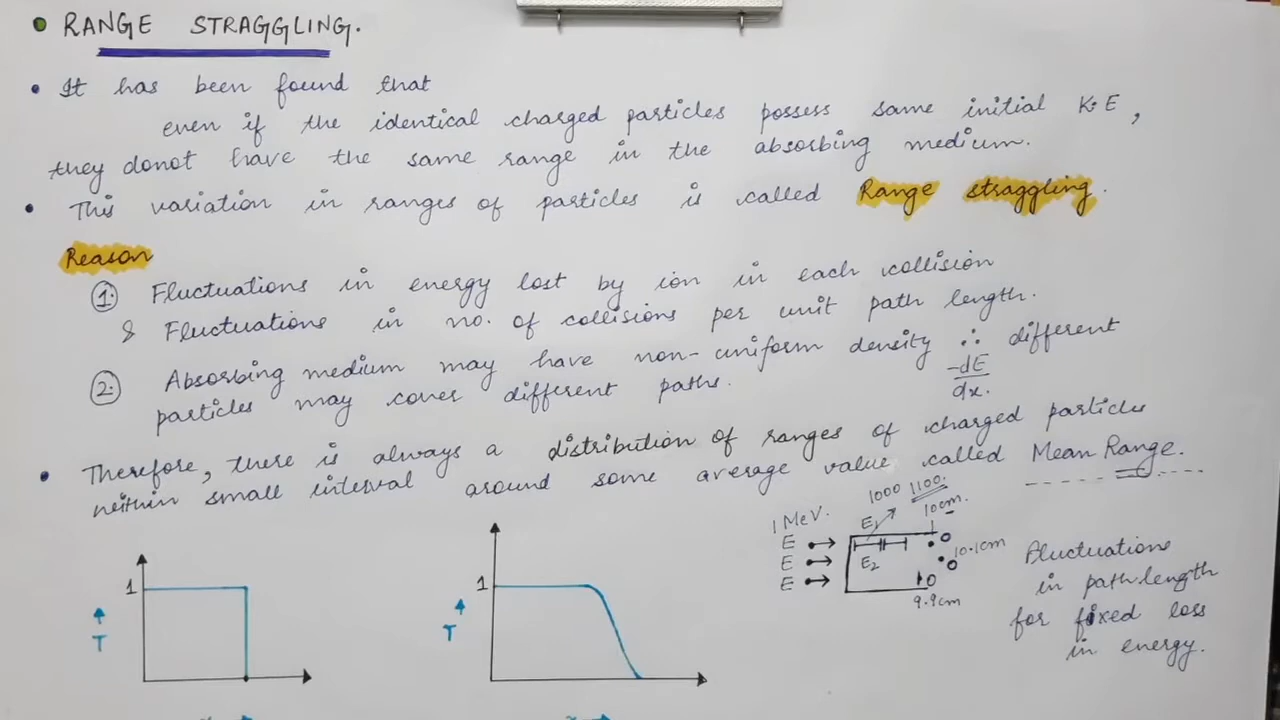 RANGE STRAGGLING.
It has been found that
even if the identical charged particles possess same initial K.E,
they donot have the same range in the absorbing medium.
This variation in ranges of particles is called Range straggling.
Reason
1. Fluctuations in energy lost by ion in each collision
& Fluctuations in no. of collisions per unit path length.
2. Absorbing medium may have non-uniform density ∴ different
particles may cover different paths.
-dE
dx.
Therefore, there is always a distribution of ranges of charged particles
within small interval around some average value called Mean Range.
1000 1100.
1 MeV.
E1
10cm.
E
E
E
E2
10.1cm
9.9cm
Fluctuations
in path length
for fixed loss
in energy.
1
T
1
T